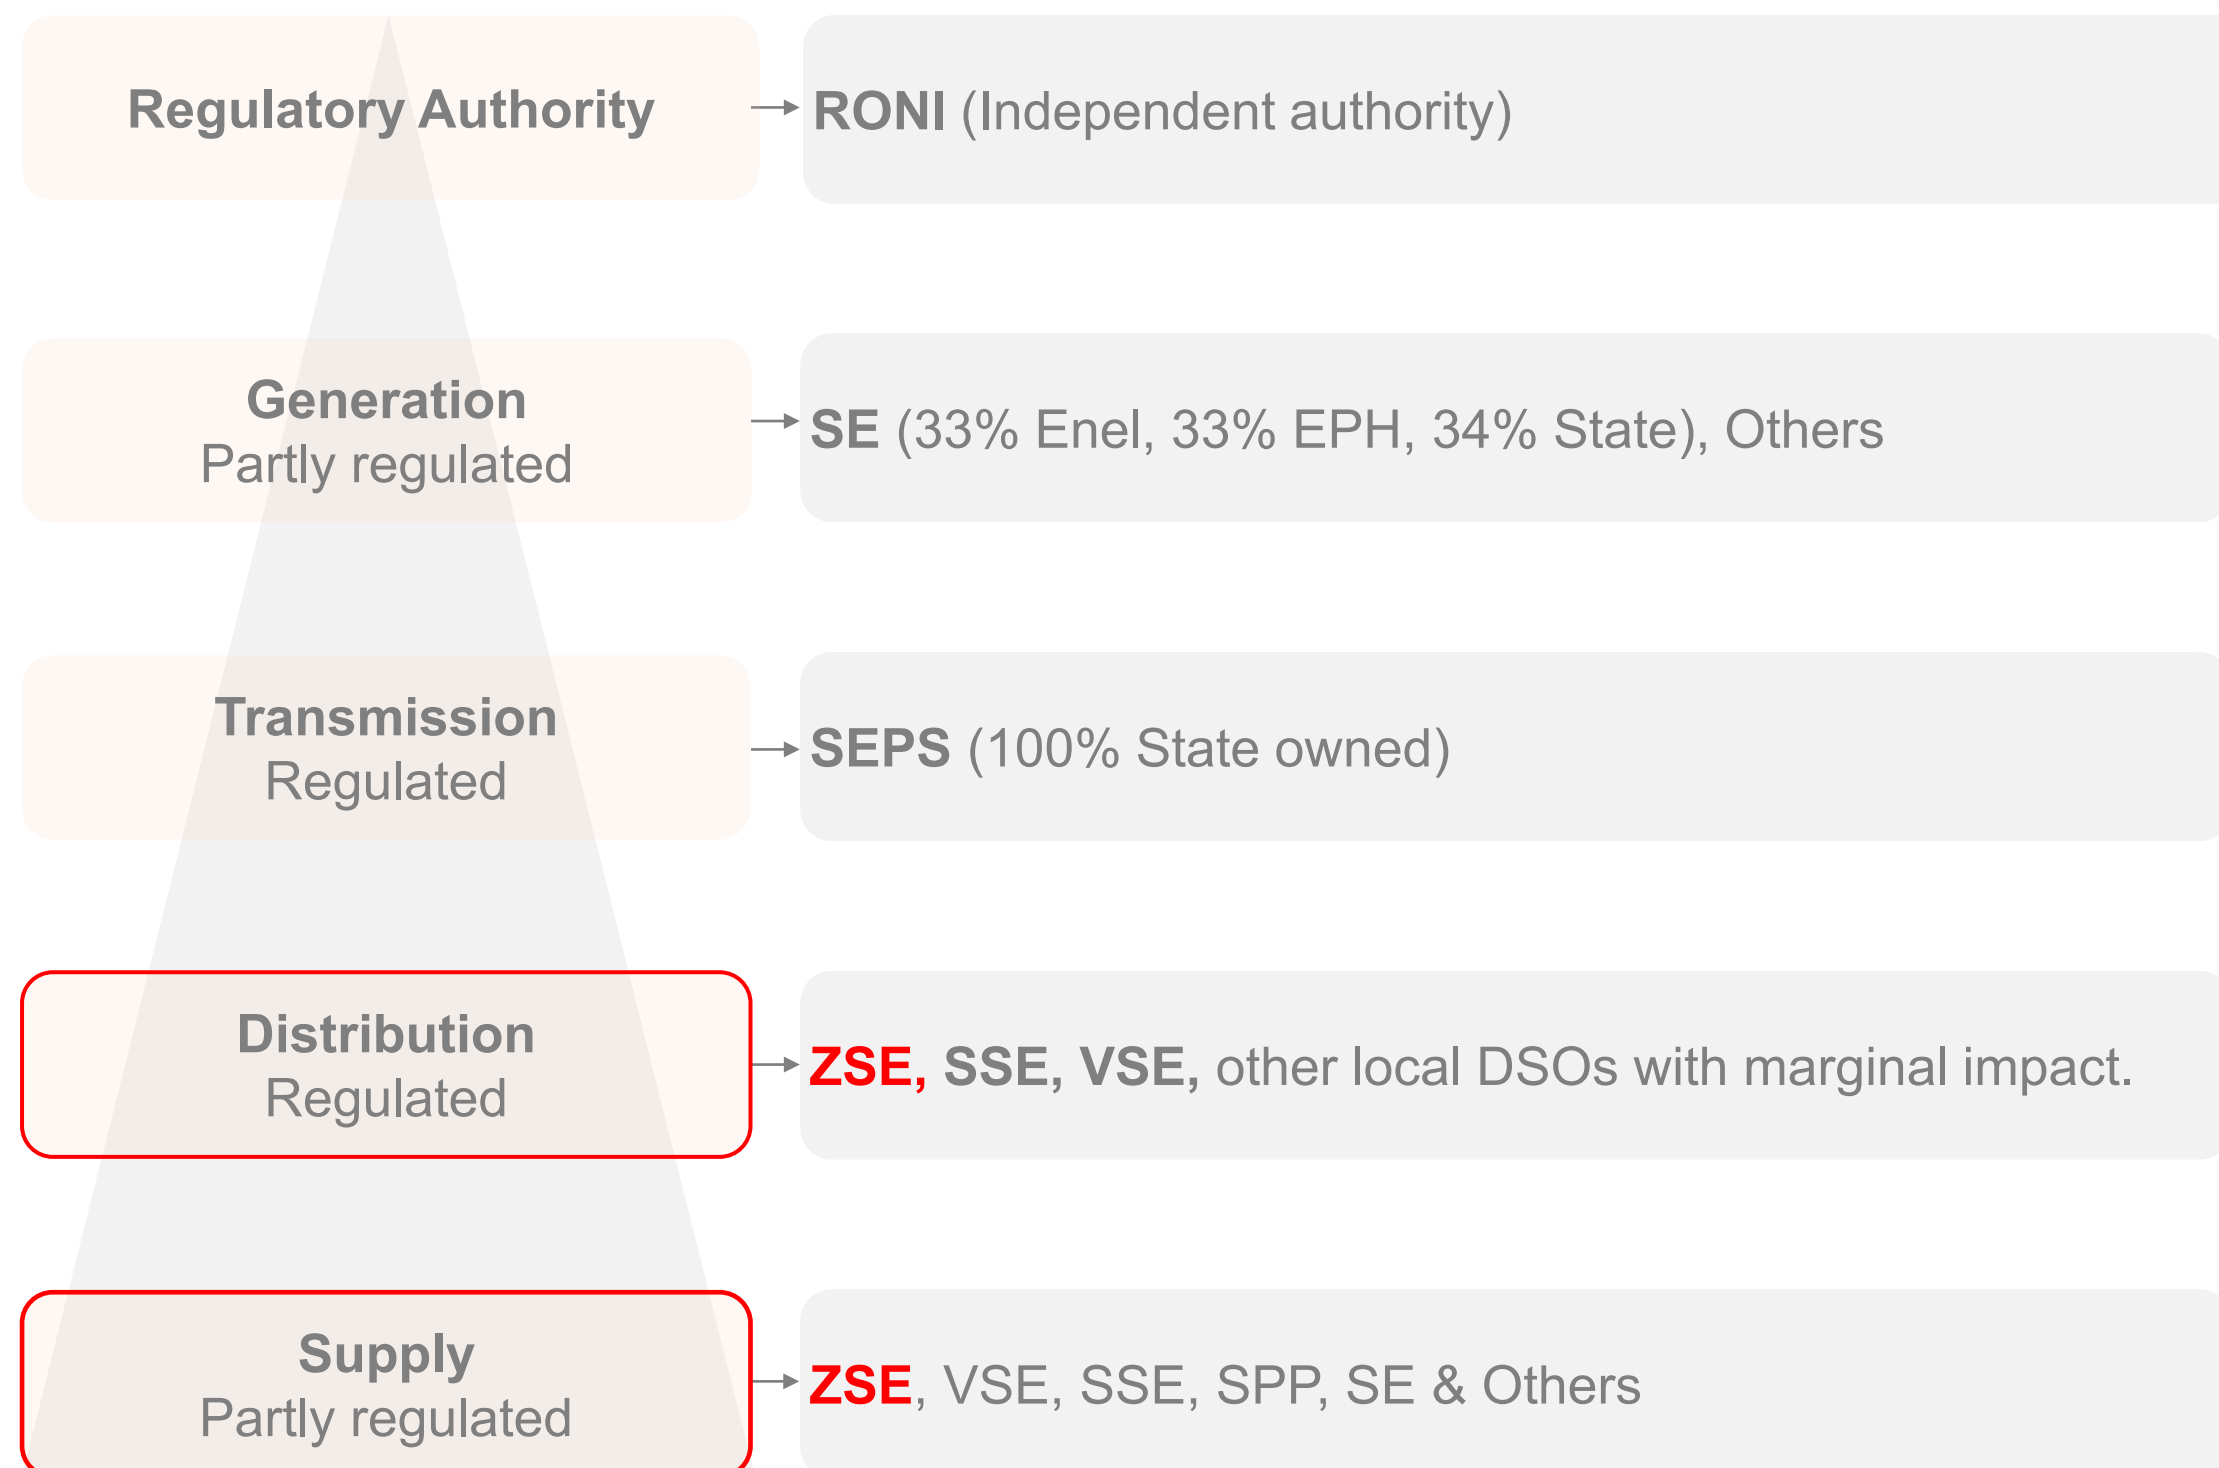 Regulatory Authority
RONI (Independent authority)
Generation
Partly regulated
SE (33% Enel, 33% EPH, 34% State), Others
Transmission
Regulated
SEPS (100% State owned)
Distribution
Regulated
ZSE, SSE, VSE, other local DSOs with marginal impact.
Supply
Partly regulated
ZSE, VSE, SSE, SPP, SE & Others